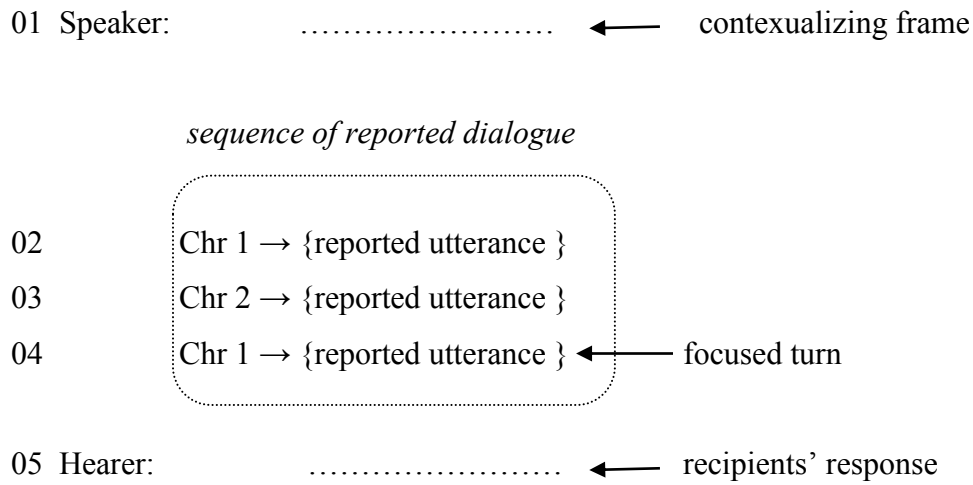 01 Speaker: ........................ contexualizing frame
sequence of reported dialogue
02 Chr 1 → {reported utterance }
03 Chr 2 → {reported utterance }
04 Chr 1 → {reported utterance } focused turn
05 Hearer: ........................ recipients’ response